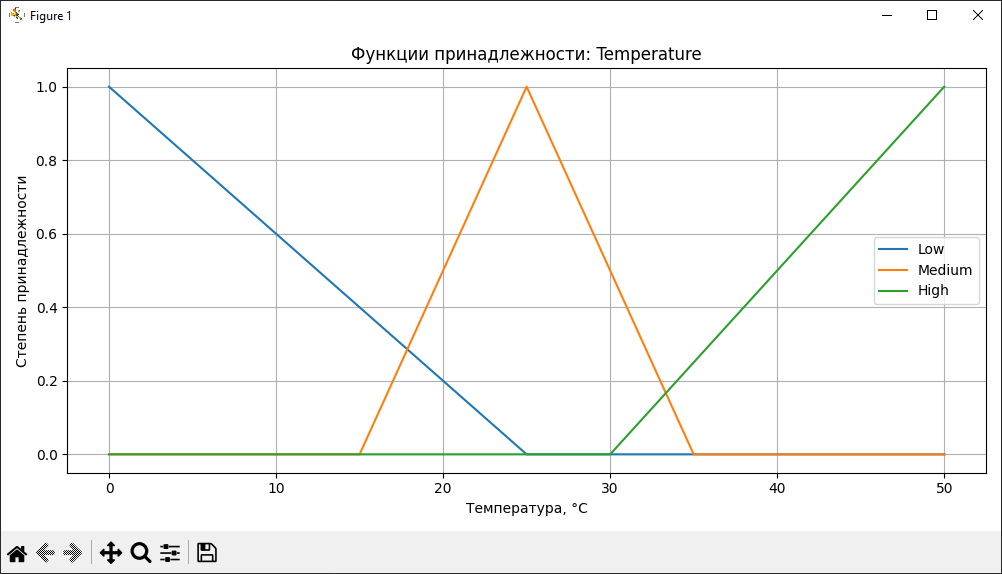 Figure 1
Функции принадлежности: Temperature
1.0
0.8
0.6
0.4
0.2
0.0
Степень принадлежности
Low
Medium
High
0 10 20 30 40 50
Температура, °C